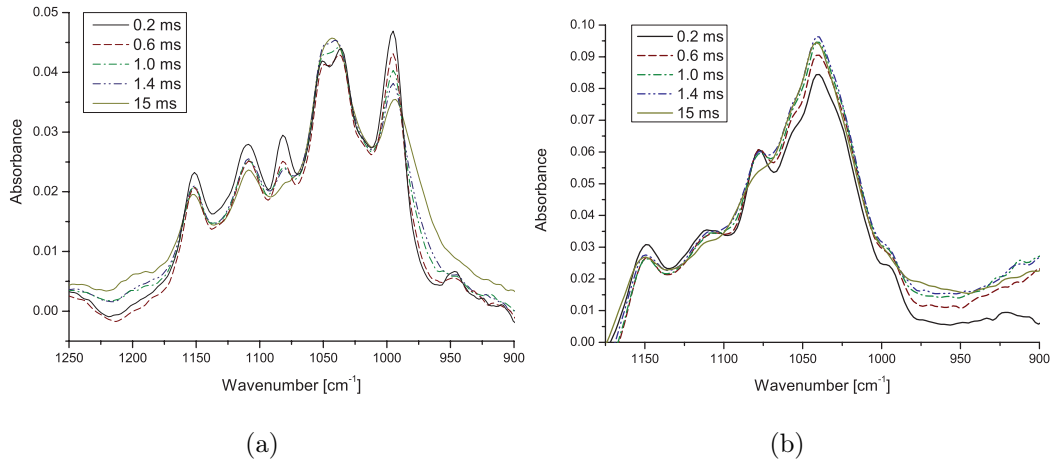 0.2 ms
0.6 ms
1.0 ms
1.4 ms
15 ms
0.05
0.04
0.03
0.02
0.01
0.00
Absorbance
1250 1200 1150 1100 1050 1000 950 900
Wavenumber [cm⁻¹]
(a)
0.2 ms
0.6 ms
1.0 ms
1.4 ms
15 ms
0.10
0.09
0.08
0.07
0.06
0.05
0.04
0.03
0.02
0.01
0.00
Absorbance
1150 1100 1050 1000 950 900
Wavenumber [cm⁻¹]
(b)